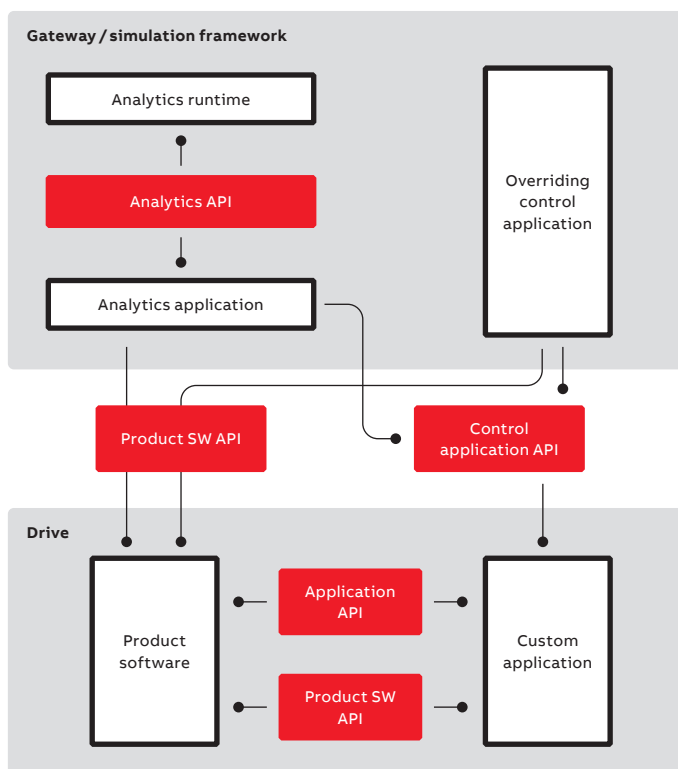 Gateway / simulation framework
Analytics runtime
Analytics API
Analytics application
Overriding
control
application
Product SW API
Control
application API
Drive
Product
software
Application
API
Product SW
API
Custom
application